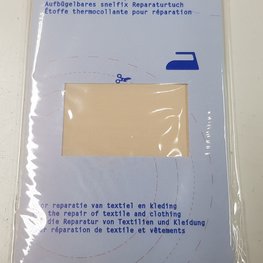 Aufbügelbares snelfix Reparaturtuch
Étoffe thermocollante pour réparation
or reparatie van textiel en kleding
the repair of textile and clothing
die Reparatur von Textilien und Kleidung
r réparation de textile et vêtements